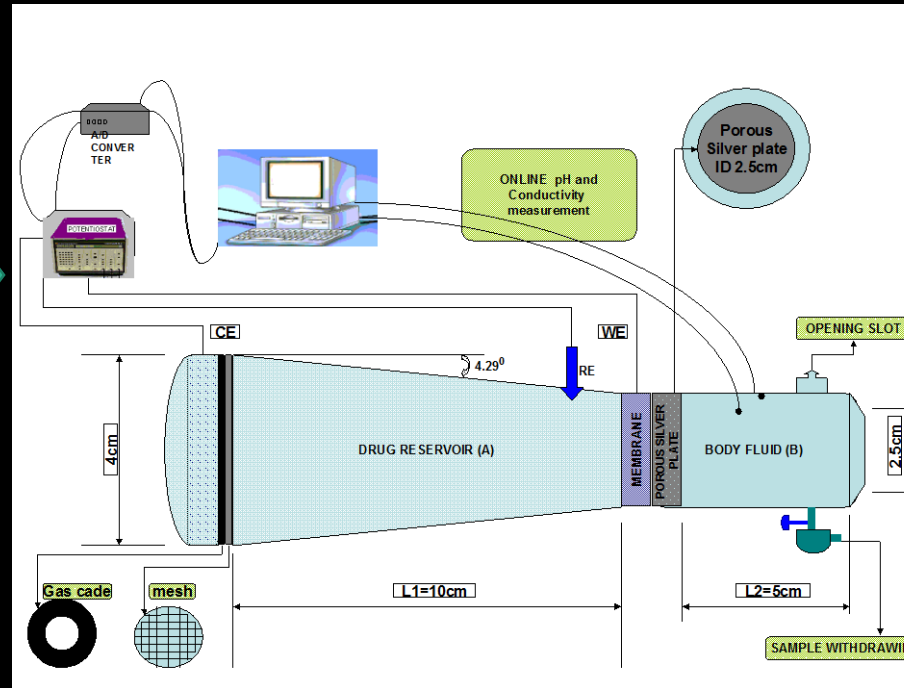 A/D
CONVER
TER
POTENTIOSTAT
ONLINE pH and
Conductivity
measurement
Porous
Silver plate
ID 2.5cm
OPENING SLOT
CE
WE
4.29⁰
RE
4cm
DRUG RESERVOIR (A)
MEMBRANE
POROUS SILVER
PLATE
BODY FLUID (B)
2.5cm
Gas cade
mesh
L1=10cm
L2=5cm
SAMPLE WITHDRAWI